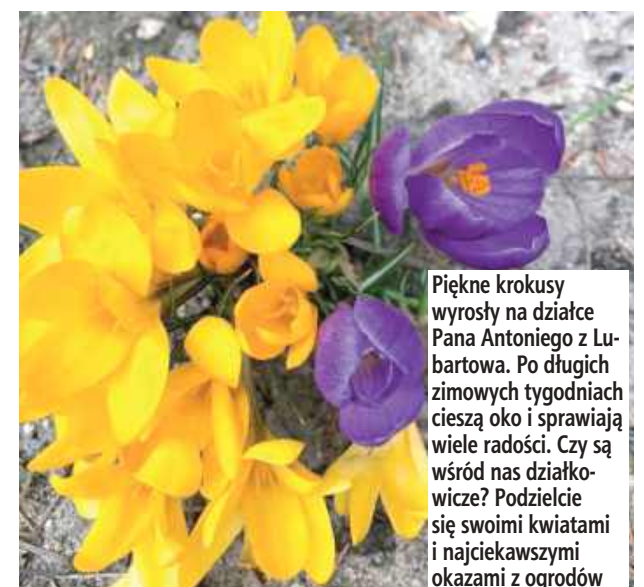 Piękne krokusy
wyrosły na działce
Pana Antoniego z Lu-
bartowa. Po długich
zimowych tygodniach
cieszą oko i sprawiają
wiele radości. Czy są
wśród nas działko-
wicze? Podzielcie
się swoimi kwiatami
i najciekawszymi
okazami z ogrodów